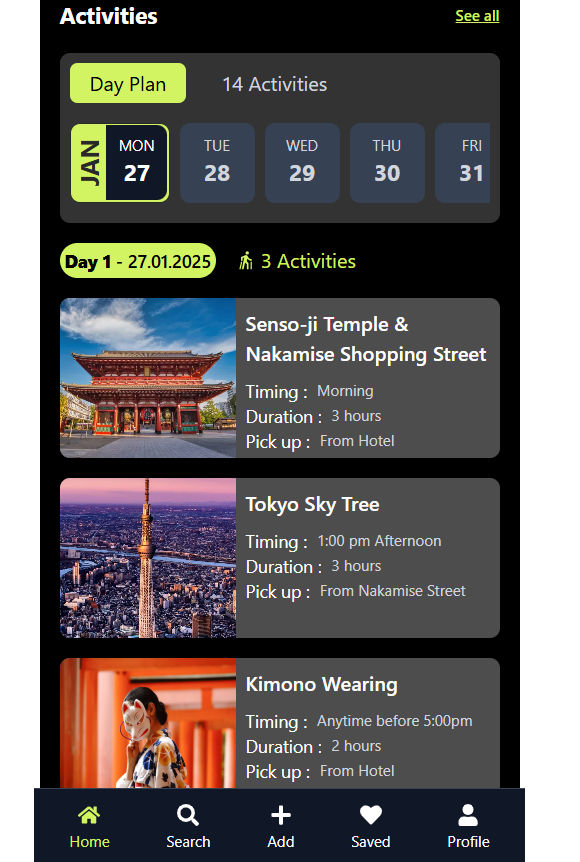 Activities
See all
Day Plan
14 Activities
JAN
MON
27
TUE
28
WED
29
THU
30
FRI
31
Day 1 - 27.01.2025
3 Activities
Senso-ji Temple &
Nakamise Shopping Street
Timing : Morning
Duration : 3 hours
Pick up : From Hotel
Tokyo Sky Tree
Timing : 1:00 pm Afternoon
Duration : 3 hours
Pick up : From Nakamise Street
Kimono Wearing
Timing : Anytime before 5:00pm
Duration : 2 hours
Pick up : From Hotel
Home
Search
Add
Saved
Profile